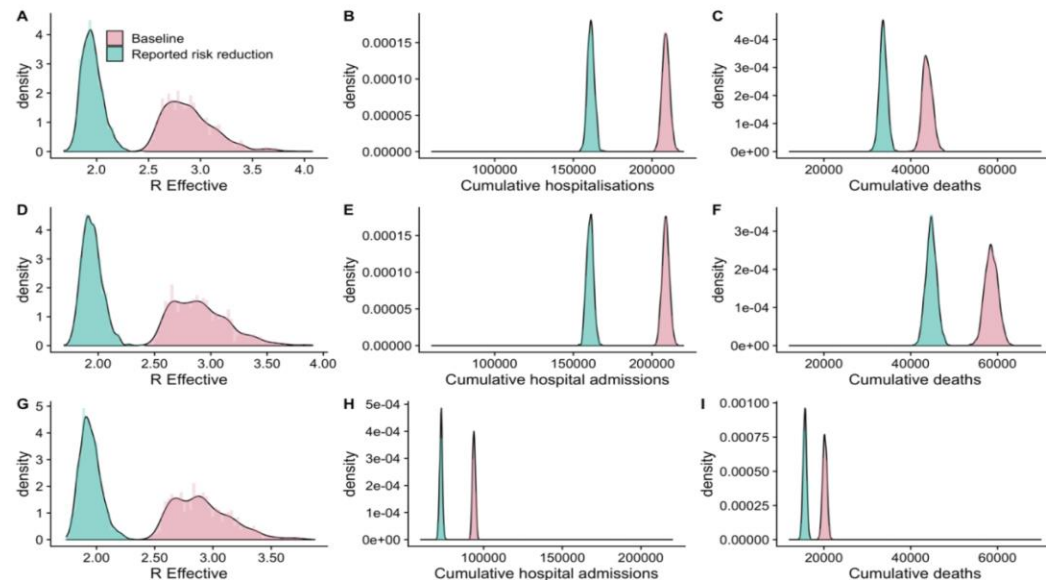 A
B
C
Baseline
Reported risk reduction
density
4
3
2
1
0
2.0
2.5
3.0
3.5
4.0
R Effective
density
0.00015
0.00010
0.00005
0.00000
100000
150000
200000
Cumulative hospitalisations
density
4e-04
3e-04
2e-04
1e-04
0e+00
20000
40000
60000
Cumulative deaths
D
E
F
density
4
3
2
1
0
2.00
2.50
3.00
3.50
4.00
R Effective
density
0.00015
0.00010
0.00005
0.00000
100000
150000
200000
Cumulative hospital admissions
density
3e-04
2e-04
1e-04
0e+00
20000
40000
60000
Cumulative deaths
G
H
I
density
5
4
3
2
1
0
2.00
2.50
3.00
3.50
R Effective
density
5e-04
4e-04
3e-04
2e-04
1e-04
0e+00
100000
150000
200000
Cumulative hospital admissions
density
0.00100
0.00075
0.00050
0.00025
0.00000
20000
40000
60000
Cumulative deaths